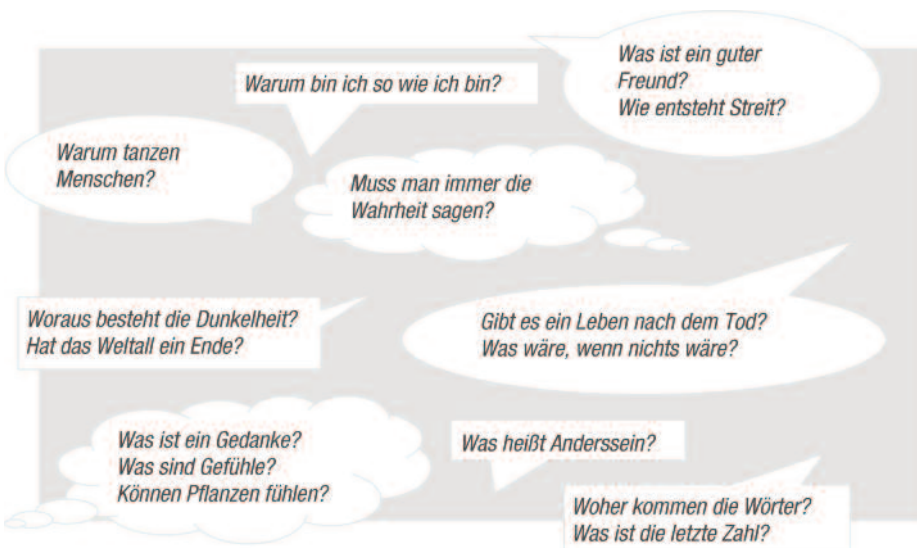 Was ist ein guter
Freund?
Wie entsteht Streit?
Warum bin ich so wie ich bin?
Warum tanzen
Menschen?
Muss man immer die
Wahrheit sagen?
Woraus besteht die Dunkelheit?
Hat das Weltall ein Ende?
Gibt es ein Leben nach dem Tod?
Was wäre, wenn nichts wäre?
Was ist ein Gedanke?
Was sind Gefühle?
Können Pflanzen fühlen?
Was heißt Anderssein?
Woher kommen die Wörter?
Was ist die letzte Zahl?